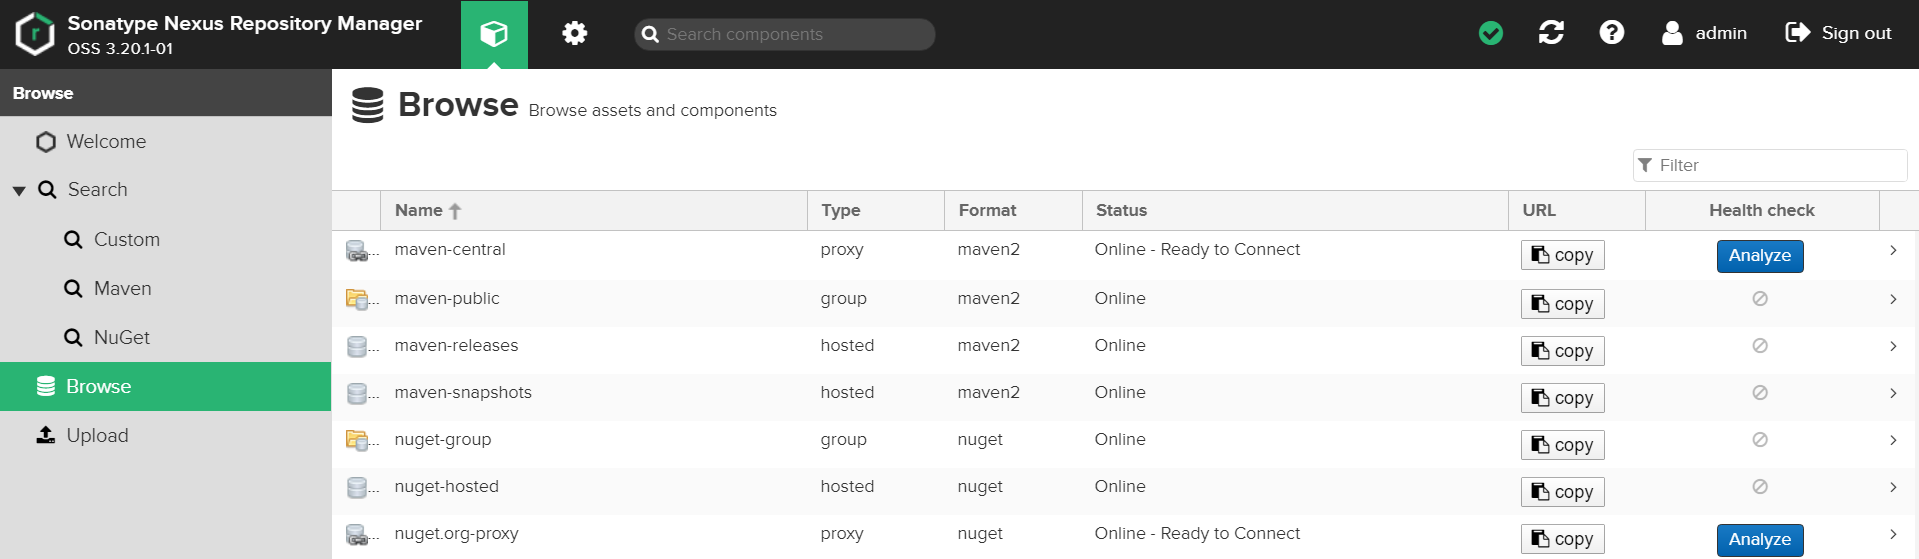 Sonatype Nexus Repository Manager
OSS 3.20.1-01
Search components
admin
Sign out
Browse
Welcome
Search
Custom
Maven
NuGet
Browse
Upload
Browse Browse assets and components
Filter
Name Type Format Status URL Health check
... maven-central proxy maven2 Online - Ready to Connect copy Analyze
... maven-public group maven2 Online copy
... maven-releases hosted maven2 Online copy
... maven-snapshots hosted maven2 Online copy
... nuget-group group nuget Online copy
... nuget-hosted hosted nuget Online copy
... nuget.org-proxy proxy nuget Online - Ready to Connect copy Analyze